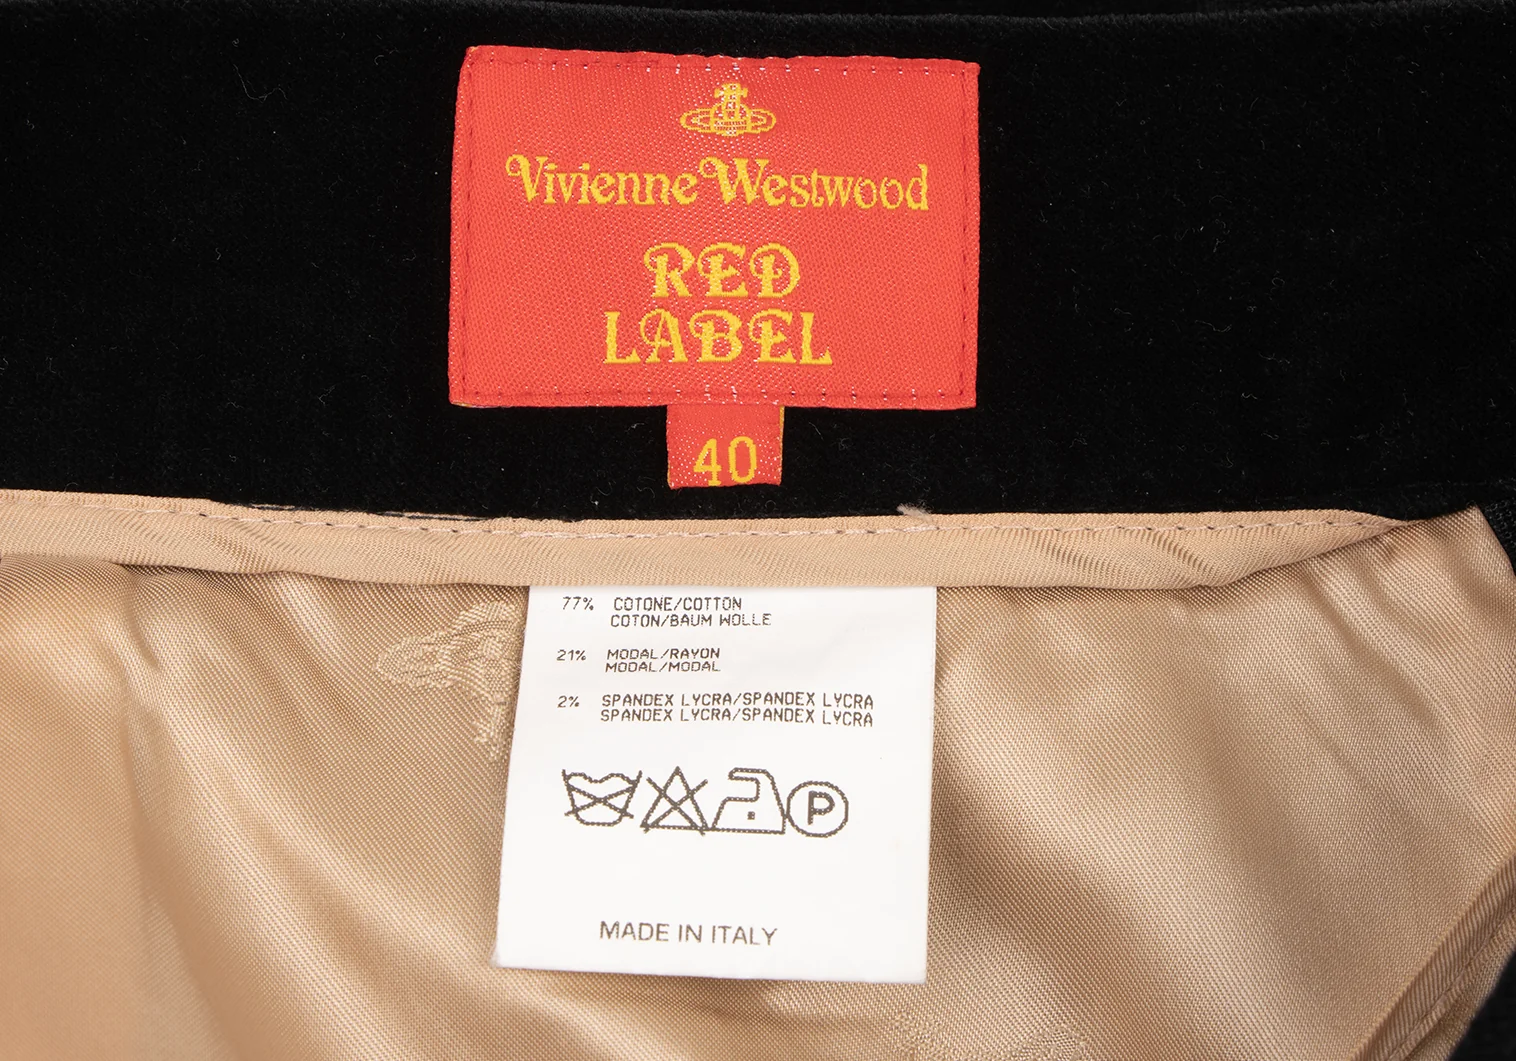 Vivienne Westwood
RED
LABEL
40
77% COTONE/COTTON
COTON/BAUM WOLLE
21% MODAL/RAYON
MODAL/MODAL
2% SPANDEX LYCRA/SPANDEX LYCRA
SPANDEX LYCRA/SPANDEX LYCRA
P
MADE IN ITALY